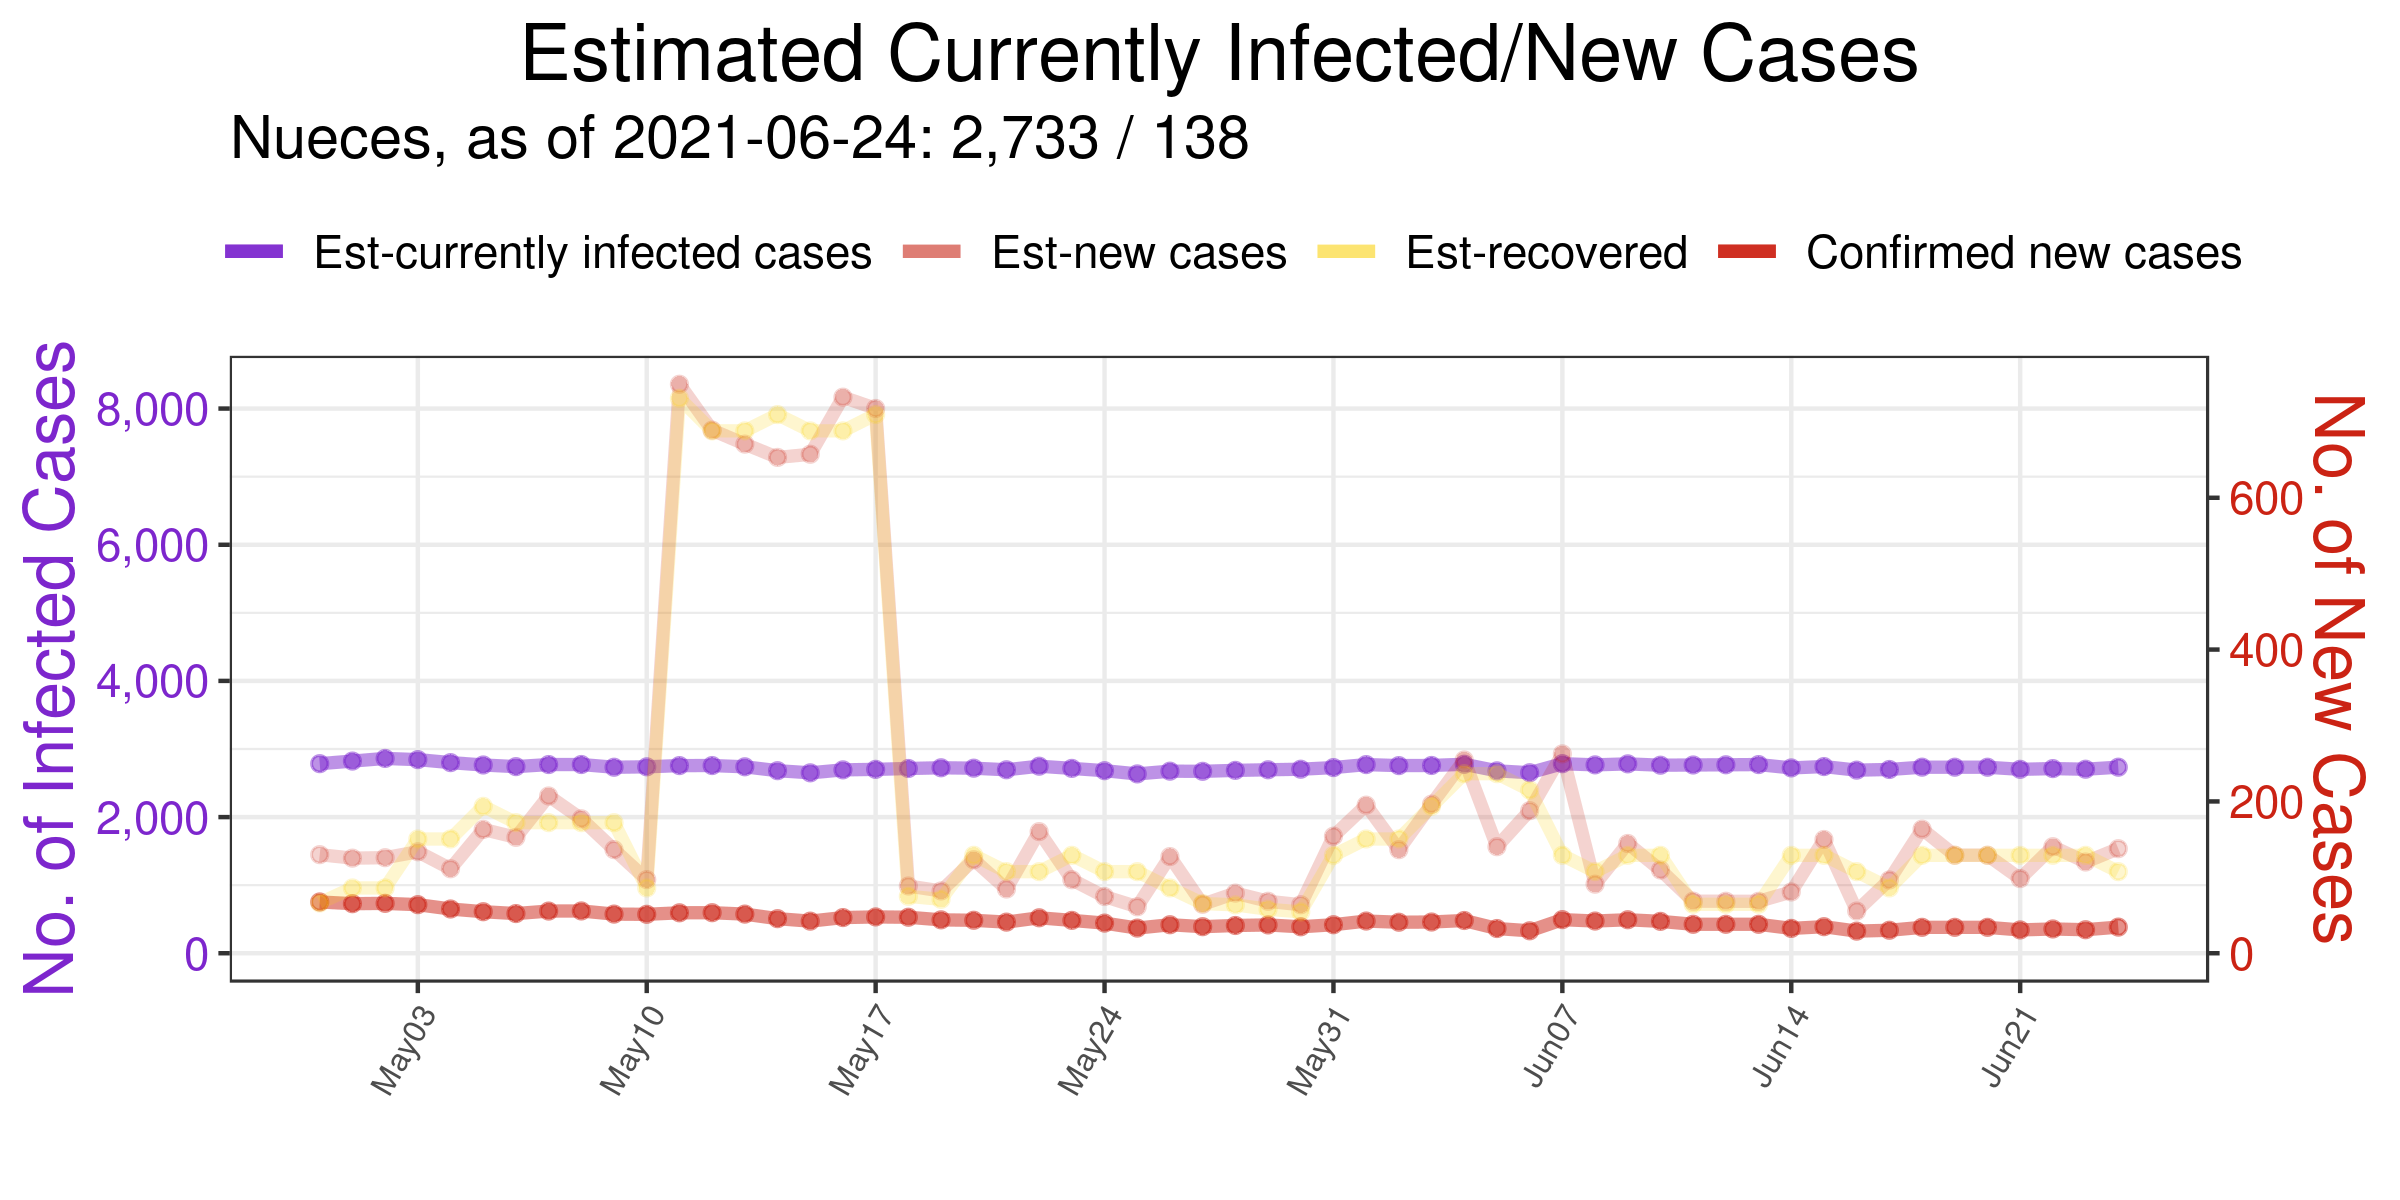 Estimated Currently Infected/New Cases
Nueces, as of 2021-06-24: 2,733 / 138
Est-currently infected cases Est-new cases Est-recovered Confirmed new cases
No. of Infected Cases
8,000
6,000
4,000
2,000
0
600
400
200
0
No. of New Cases
May03 May10 May17 May24 May31 Jun07 Jun14 Jun21